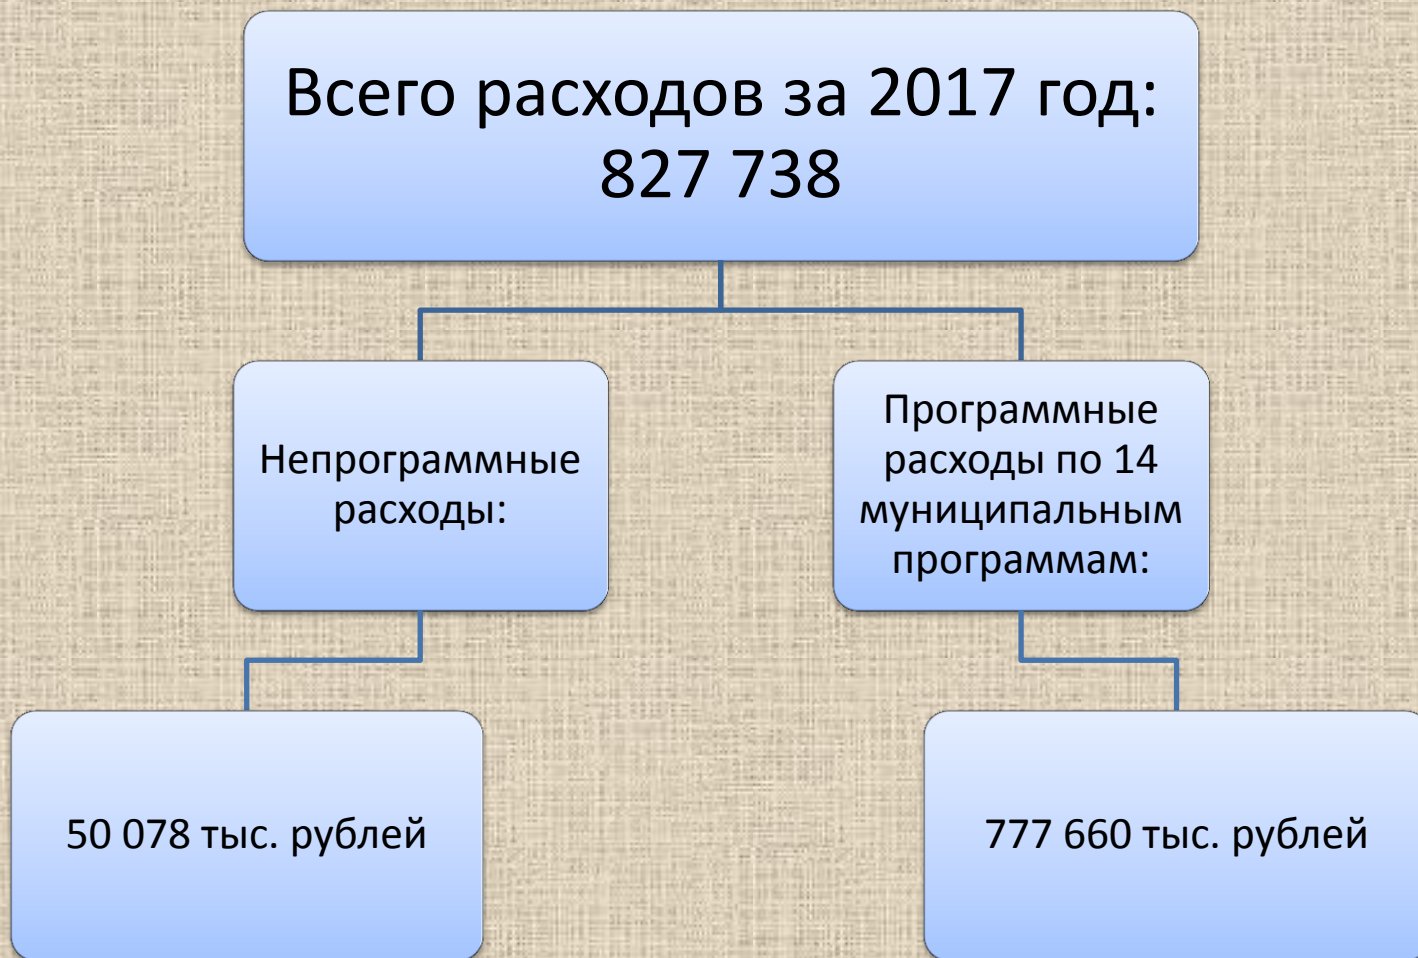 Всего расходов за 2017 год:
827 738
Непрограммные
расходы:
Программные
расходы по 14
муниципальным
программам:
50 078 тыс. рублей
777 660 тыс. рублей